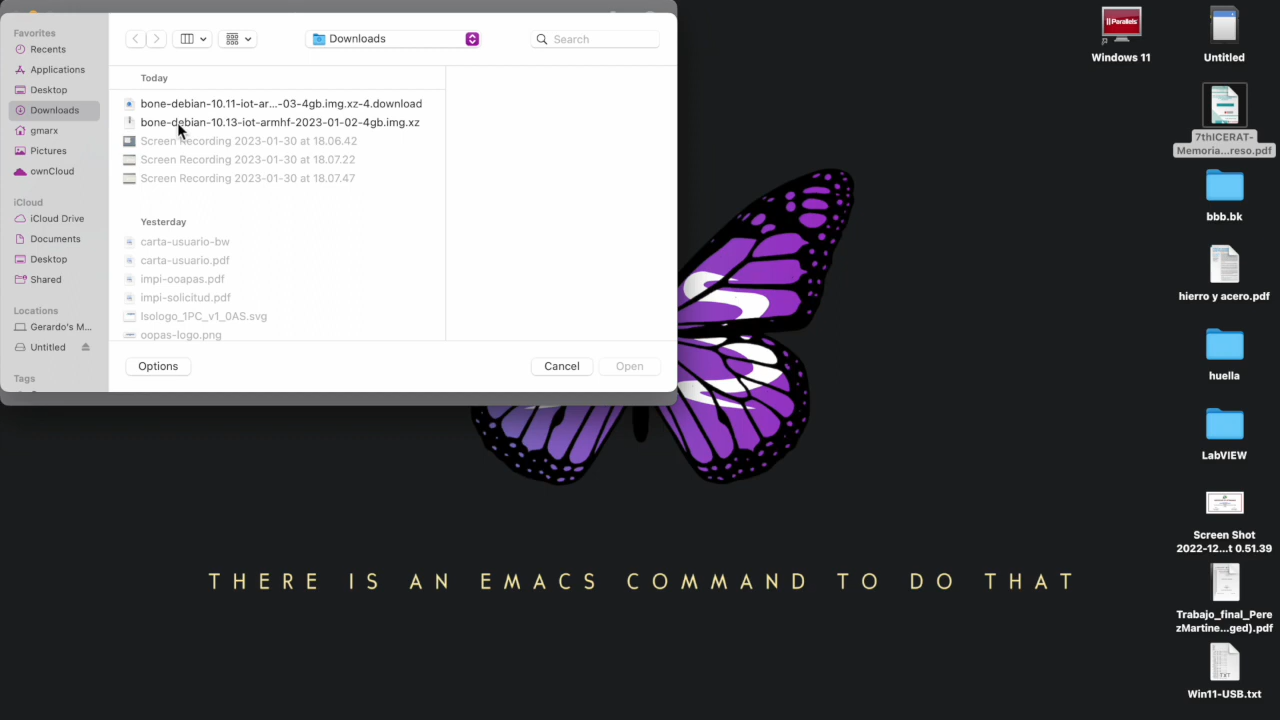 Favorites
Recents
Applications
Desktop
Downloads
gmarx
Pictures
ownCloud
iCloud
iCloud Drive
Documents
Desktop
Shared
Locations
Gerardo's M...
Untitled
Tags
Downloads
Search
Today
bone-debian-10.11-iot-ar...-03-4gb.img.xz-4.download
bone-debian-10.13-iot-armhf-2023-01-02-4gb.img.xz
Screen Recording 2023-01-30 at 18.06.42
Screen Recording 2023-01-30 at 18.07.22
Screen Recording 2023-01-30 at 18.07.47
Yesterday
carta-usuario-bw
carta-usuario.pdf
impi-ooapas.pdf
impi-solicitud.pdf
Isologo_1PC_v1_0AS.svg
oopas-logo.png
Options
Cancel
Open
|| Parallels
Windows 11
Untitled
7thICERAT-
Memoria...reso.pdf
bbb.bk
hierro y acero.pdf
huella
LabVIEW
Screen Shot
2022-12...t 0.51.39
Trabajo_final_Pere
zMartine...ged).pdf
TXT
Win11-USB.txt
THERE IS AN EMACS COMMAND TO DO THAT